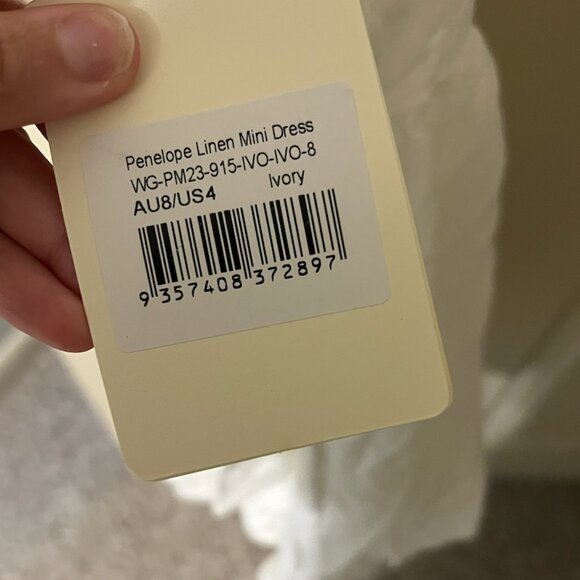 Penelope Linen Mini Dress
WG-PM23-915-IVO-IVO-8
AU8/US4 Ivory
9 357408 372897